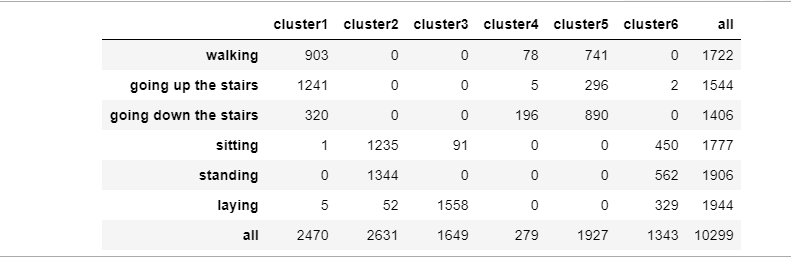 cluster1 cluster2 cluster3 cluster4 cluster5 cluster6 all
walking 903 0 0 78 741 0 1722
going up the stairs 1241 0 0 5 296 2 1544
going down the stairs 320 0 0 196 890 0 1406
sitting 1 1235 91 0 0 450 1777
standing 0 1344 0 0 0 562 1906
laying 5 52 1558 0 0 329 1944
all 2470 2631 1649 279 1927 1343 10299